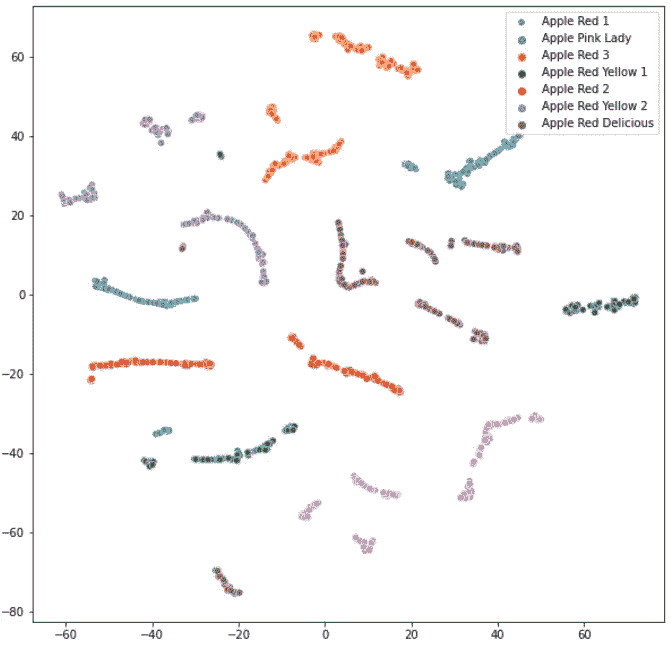 Apple Red 1
Apple Pink Lady
Apple Red 3
Apple Red Yellow 1
Apple Red 2
Apple Red Yellow 2
Apple Red Delicious
60
40
20
0
−20
−40
−60
−80
−60 −40 −20 0 20 40 60